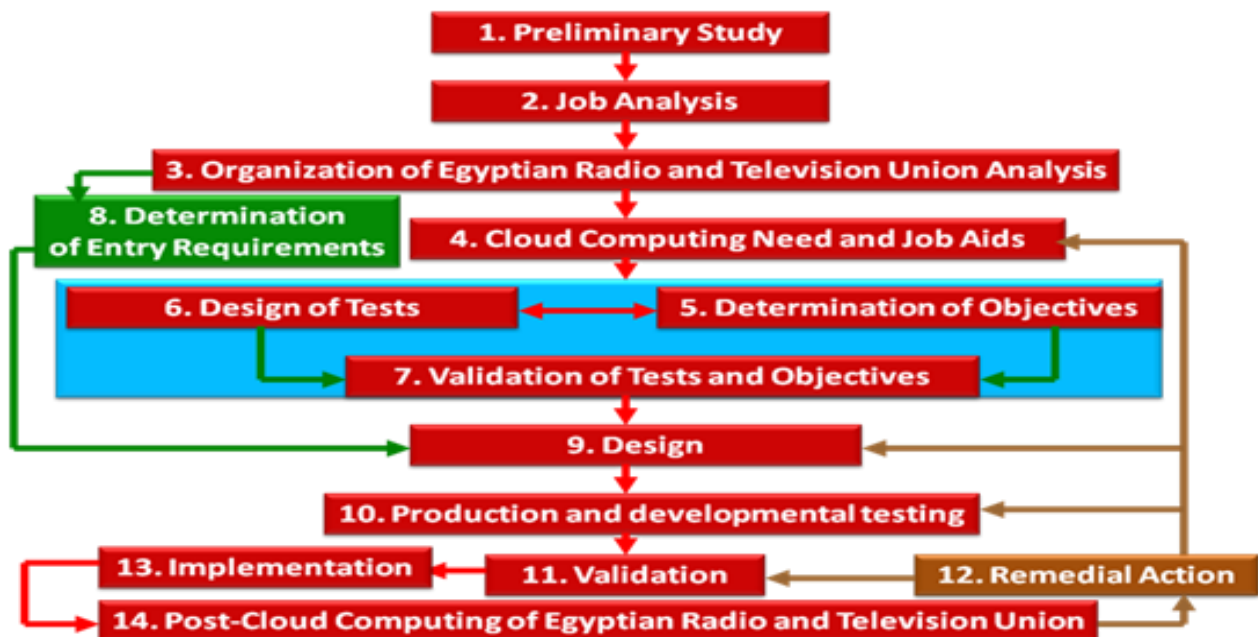 1. Preliminary Study
2. Job Analysis
3. Organization of Egyptian Radio and Television Union Analysis
8. Determination
of Entry Requirements
4. Cloud Computing Need and Job Aids
6. Design of Tests
5. Determination of Objectives
7. Validation of Tests and Objectives
9. Design
10. Production and developmental testing
13. Implementation
11. Validation
12. Remedial Action
14. Post-Cloud Computing of Egyptian Radio and Television Union